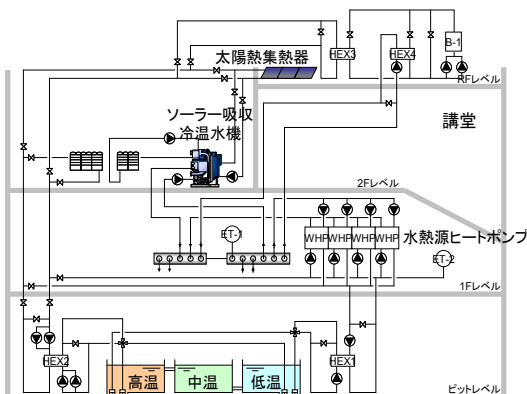 太陽熱集熱器
HEX3
HEX4
B-1
RFレベル
ソーラー吸収
冷温水機
講堂
2Fレベル
ET-1
WHP
WHP
WHP
WHP
水熱源ヒートポンプ
ET-2
1Fレベル
HEX2
HEX1
高温
中温
低温
ピットレベル